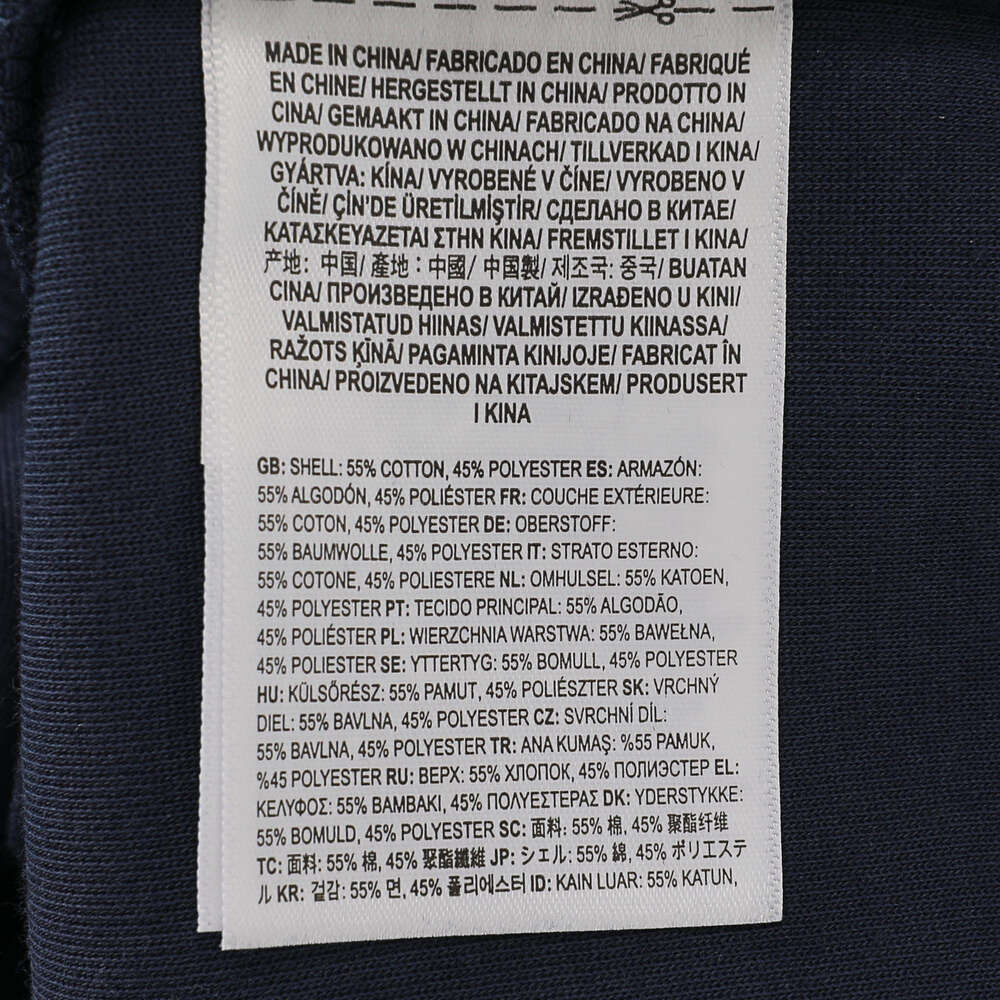 MADE IN CHINA/ FABRICADO EN CHINA/ FABRIQUÉ
EN CHINE/ HERGESTELLT IN CHINA/ PRODOTTO IN
CINA/ GEMAAKT IN CHINA/ FABRICADO NA CHINA/
WYPRODUKOWANO W CHINACH/ TILLVERKAD I KINA/
GYÁRTVA: KÍNA/ VYROBENÉ V ČÍNE/ VYROBENO V
ČÍNĚ/ ÇİN'DE ÜRETİLMİŞTİR/ СДЕЛАНО В КИТАЕ/
ΚΑΤΑΣΚΕΥΑΖΕΤΑΙ ΣΤΗΝ ΚΙΝΑ/ FREMSTILLET I KINA/
产地: 中国/ 產地：中國/ 中国製/ 제조국: 중국/ BUATAN
CINA/ ПРОИЗВЕДЕНО В КИТАЙ/ IZRAĐENO U KINI/
VALMISTATUD HIINAS/ VALMISTETTU KIINASSA/
RAŽOTS ĶĪNĀ/ PAGAMINTA KINIJOJE/ FABRICAT ÎN
CHINA/ PROIZVEDENO NA KITAJSKEM/ PRODUSERT
I KINA
GB: SHELL: 55% COTTON, 45% POLYESTER ES: ARMAZÓN:
55% ALGODÓN, 45% POLIÉSTER FR: COUCHE EXTÉRIEURE:
55% COTON, 45% POLYESTER DE: OBERSTOFF:
55% BAUMWOLLE, 45% POLYESTER IT: STRATO ESTERNO:
55% COTONE, 45% POLIESTERE NL: OMHULSEL: 55% KATOEN,
45% POLYESTER PT: TECIDO PRINCIPAL: 55% ALGODÃO,
45% POLIÉSTER PL: WIERZCHNIA WARSTWA: 55% BAWEŁNA,
45% POLIESTER SE: YTTERTYG: 55% BOMULL, 45% POLYESTER
HU: KÜLSŐRÉSZ: 55% PAMUT, 45% POLIÉSZTER SK: VRCHNÝ
DIEL: 55% BAVLNA, 45% POLYESTER CZ: SVRCHNÍ DÍL:
55% BAVLNA, 45% POLYESTER TR: ANA KUMAŞ: %55 PAMUK,
%45 POLYESTER RU: ВЕРХ: 55% ХЛОПОК, 45% ПОЛИЭСТЕР EL:
ΚΕΛΥΦΟΣ: 55% ΒΑΜΒΑΚΙ, 45% ΠΟΛΥΕΣΤΕΡΑΣ DK: YDERSTYKKE:
55% BOMULD, 45% POLYESTER SC: 面料: 55% 棉, 45% 聚酯纤维
TC: 面料: 55% 棉, 45% 聚酯纖維 JP: シェル: 55% 綿, 45% ポリエステ
ル KR: 겉감: 55% 면, 45% 폴리에스터 ID: KAIN LUAR: 55% KATUN,